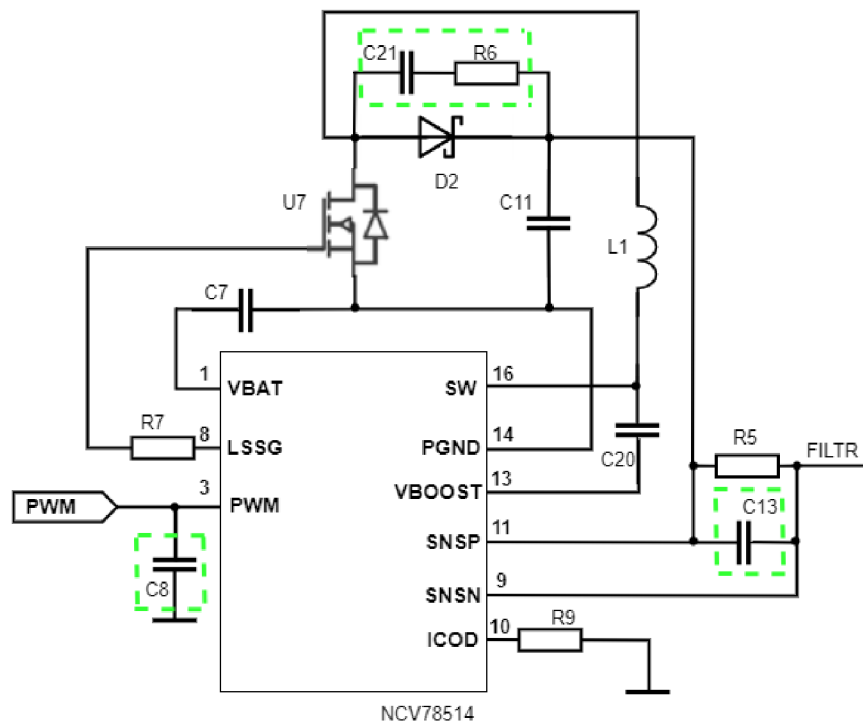 C21 R6
D2
U7
C11
L1
C7
1 VBAT SW 16
R7 8 LSSG PGND 14
C20
R5 FILTR
PWM 3 PWM VBOOST 13
C13
SNSP 11
C8
SNSN 9
ICOD 10 R9
NCV78514